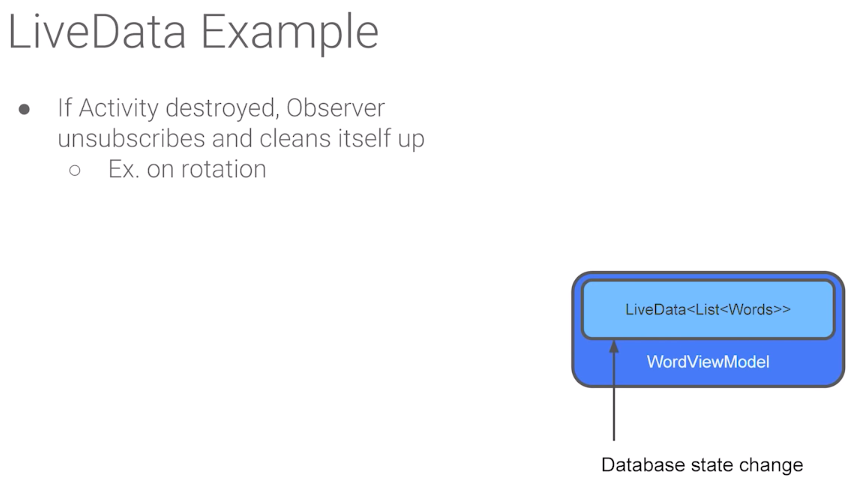 LiveData Example
● If Activity destroyed, Observer
unsubscribes and cleans itself up
○ Ex. on rotation
LiveData<List<Words>>
WordViewModel
Database state change